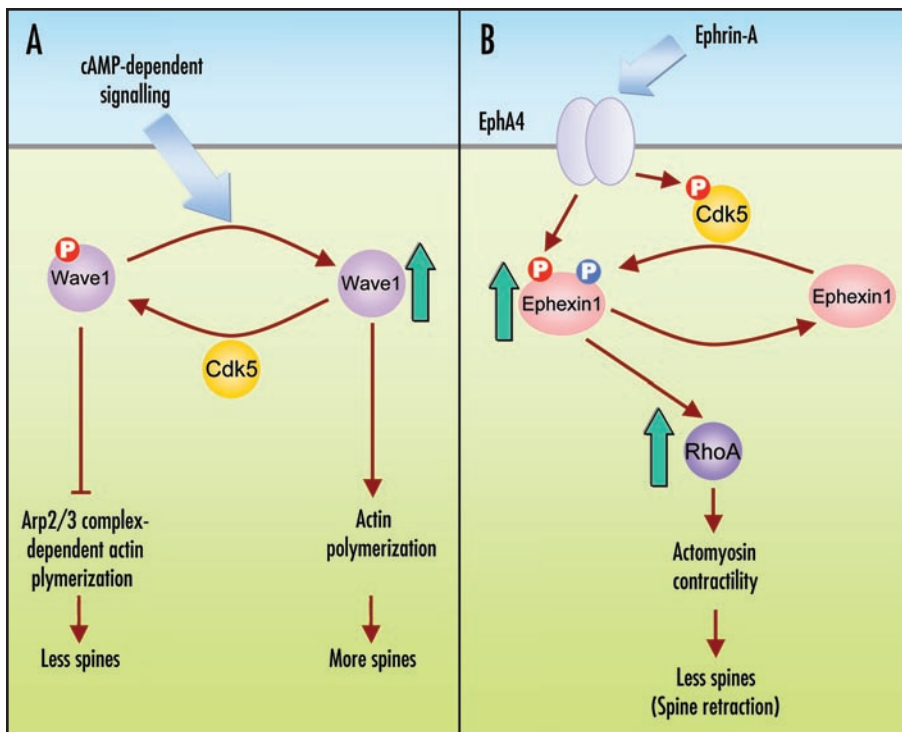 A
cAMP-dependent
signalling
P
Wave1
Wave1
Cdk5
Arp2/3 complex-
dependent actin
plymerization
Less spines
Actin
polymerization
More spines
B
Ephrin-A
EphA4
P
Cdk5
P
P
Ephexin1
Ephexin1
RhoA
Actomyosin
contractility
Less spines
(Spine retraction)